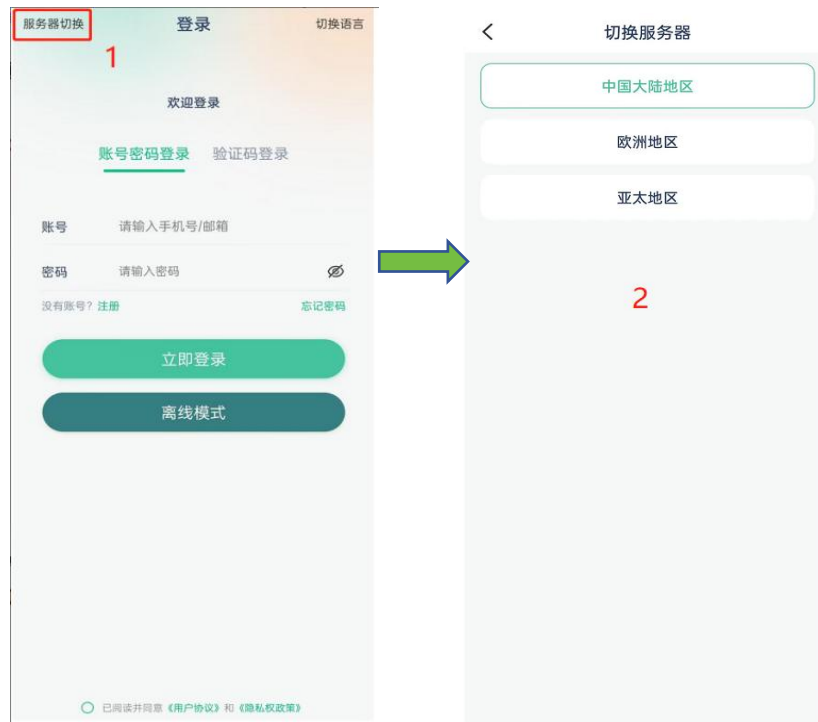 服务器切换 登录 切换语言
1
欢迎登录
账号密码登录 验证码登录
账号 请输入手机号/邮箱
密码 请输入密码
没有账号? 注册 忘记密码
立即登录
离线模式
已阅读并同意《用户协议》和《隐私权政策》
切换服务器
中国大陆地区
欧洲地区
亚太地区
2